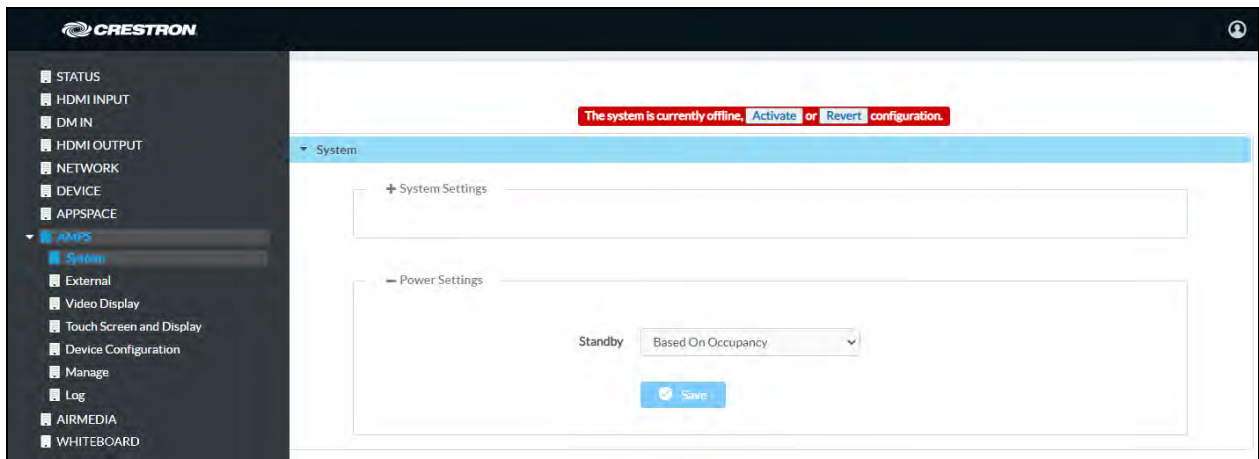 CRESTRON
STATUS
HDMI INPUT
DM IN
HDMI OUTPUT
NETWORK
DEVICE
APPSPACE
AMPS
System
External
Video Display
Touch Screen and Display
Device Configuration
Manage
Log
AIRMEDIA
WHITEBOARD
The system is currently offline, Activate or Revert configuration.
System
+ System Settings
− Power Settings
Standby Based On Occupancy
Save